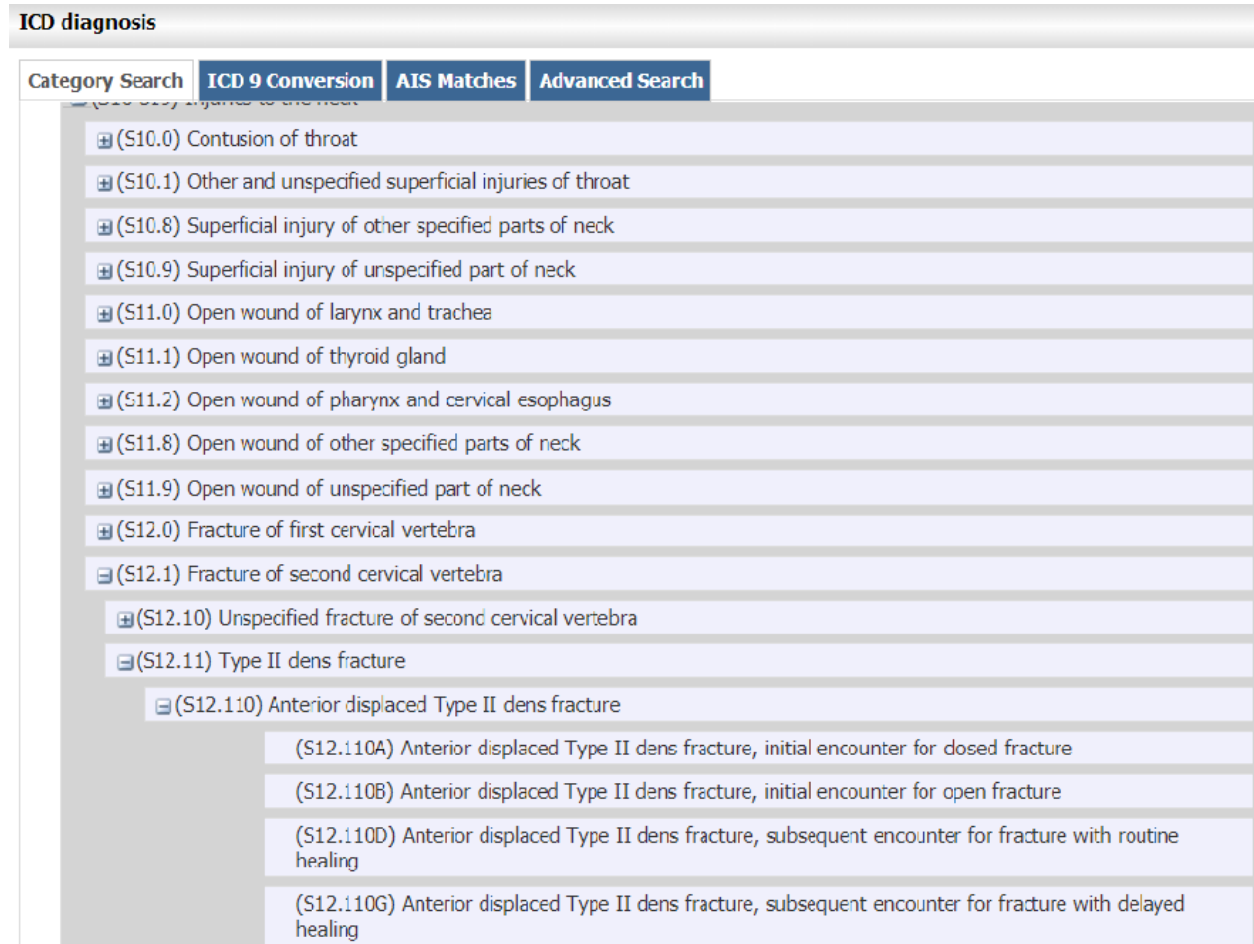 ICD diagnosis
Category Search ICD 9 Conversion AIS Matches Advanced Search
(S10-S19) Injuries to the neck
(S10.0) Contusion of throat
(S10.1) Other and unspecified superficial injuries of throat
(S10.8) Superficial injury of other specified parts of neck
(S10.9) Superficial injury of unspecified part of neck
(S11.0) Open wound of larynx and trachea
(S11.1) Open wound of thyroid gland
(S11.2) Open wound of pharynx and cervical esophagus
(S11.8) Open wound of other specified parts of neck
(S11.9) Open wound of unspecified part of neck
(S12.0) Fracture of first cervical vertebra
(S12.1) Fracture of second cervical vertebra
(S12.10) Unspecified fracture of second cervical vertebra
(S12.11) Type II dens fracture
(S12.110) Anterior displaced Type II dens fracture
(S12.110A) Anterior displaced Type II dens fracture, initial encounter for closed fracture
(S12.110B) Anterior displaced Type II dens fracture, initial encounter for open fracture
(S12.110D) Anterior displaced Type II dens fracture, subsequent encounter for fracture with routine
healing
(S12.110G) Anterior displaced Type II dens fracture, subsequent encounter for fracture with delayed
healing